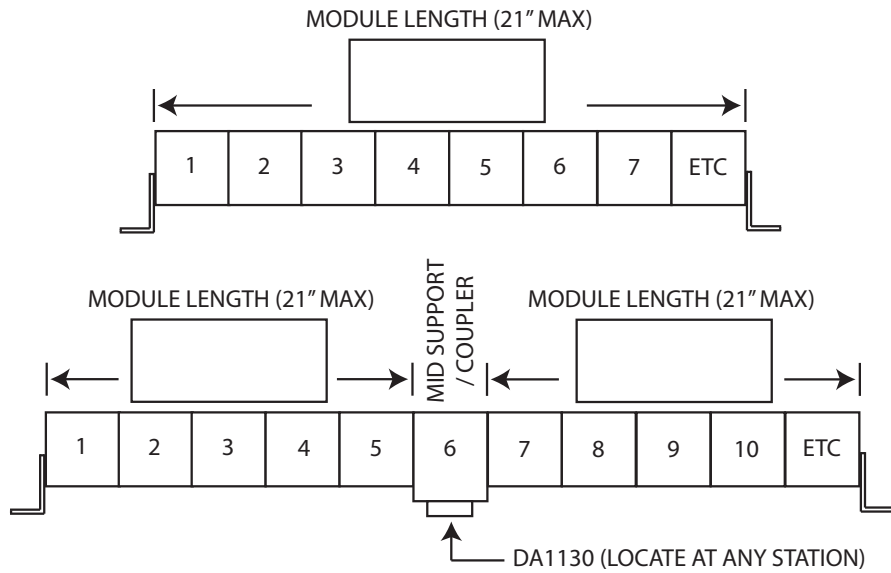 MODULE LENGTH (21” MAX)
1 2 3 4 5 6 7 ETC
MODULE LENGTH (21” MAX)
MID SUPPORT
/ COUPLER
MODULE LENGTH (21” MAX)
1 2 3 4 5 6 7 8 9 10 ETC
DA1130 (LOCATE AT ANY STATION)